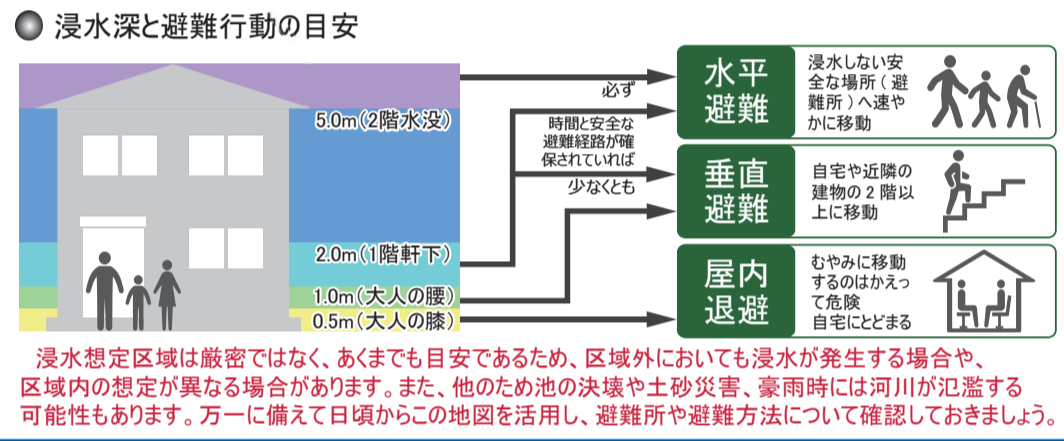 浸水深と避難行動の目安
5.0m(2階水没)
2.0m(1階軒下)
1.0m(大人の腰)
0.5m(大人の膝)
必ず
時間と安全な
避難経路が確
保されていれば
少なくとも
水平
避難
浸水しない安
全な場所(避
難所)へ速や
かに移動
垂直
避難
自宅や近隣の
建物の2階以
上に移動
屋内
退避
むやみに移動
するのはかえっ
て危険
自宅にとどまる
浸水想定区域は厳密ではなく、あくまでも目安であるため、区域外においても浸水が発生する場合や、
区域内の想定が異なる場合があります。また、他のため池の決壊や土砂災害、豪雨時には河川が氾濫する
可能性もあります。万一に備えて日頃からこの地図を活用し、避難所や避難方法について確認しておきましょう。